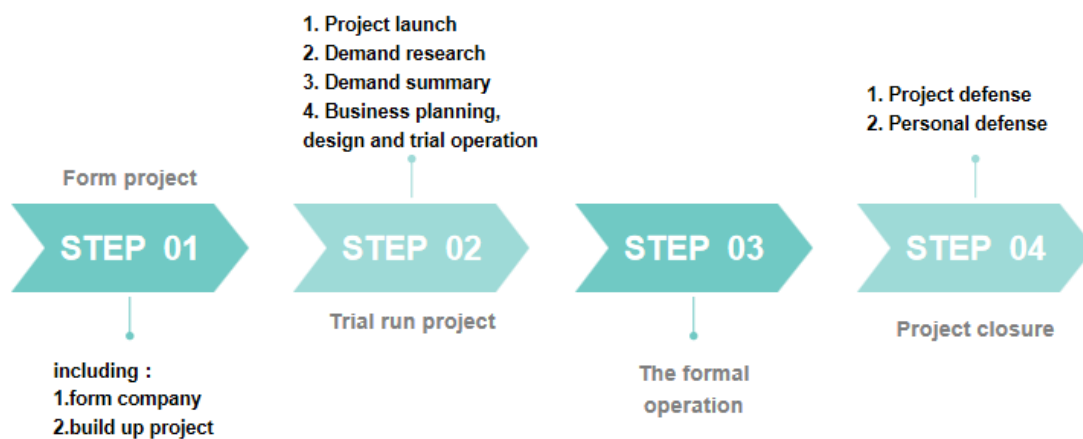 Form project
STEP 01
including :
1.form company
2.build up project
1. Project launch
2. Demand research
3. Demand summary
4. Business planning,
design and trial operation
STEP 02
Trial run project
STEP 03
The formal
operation
1. Project defense
2. Personal defense
STEP 04
Project closure